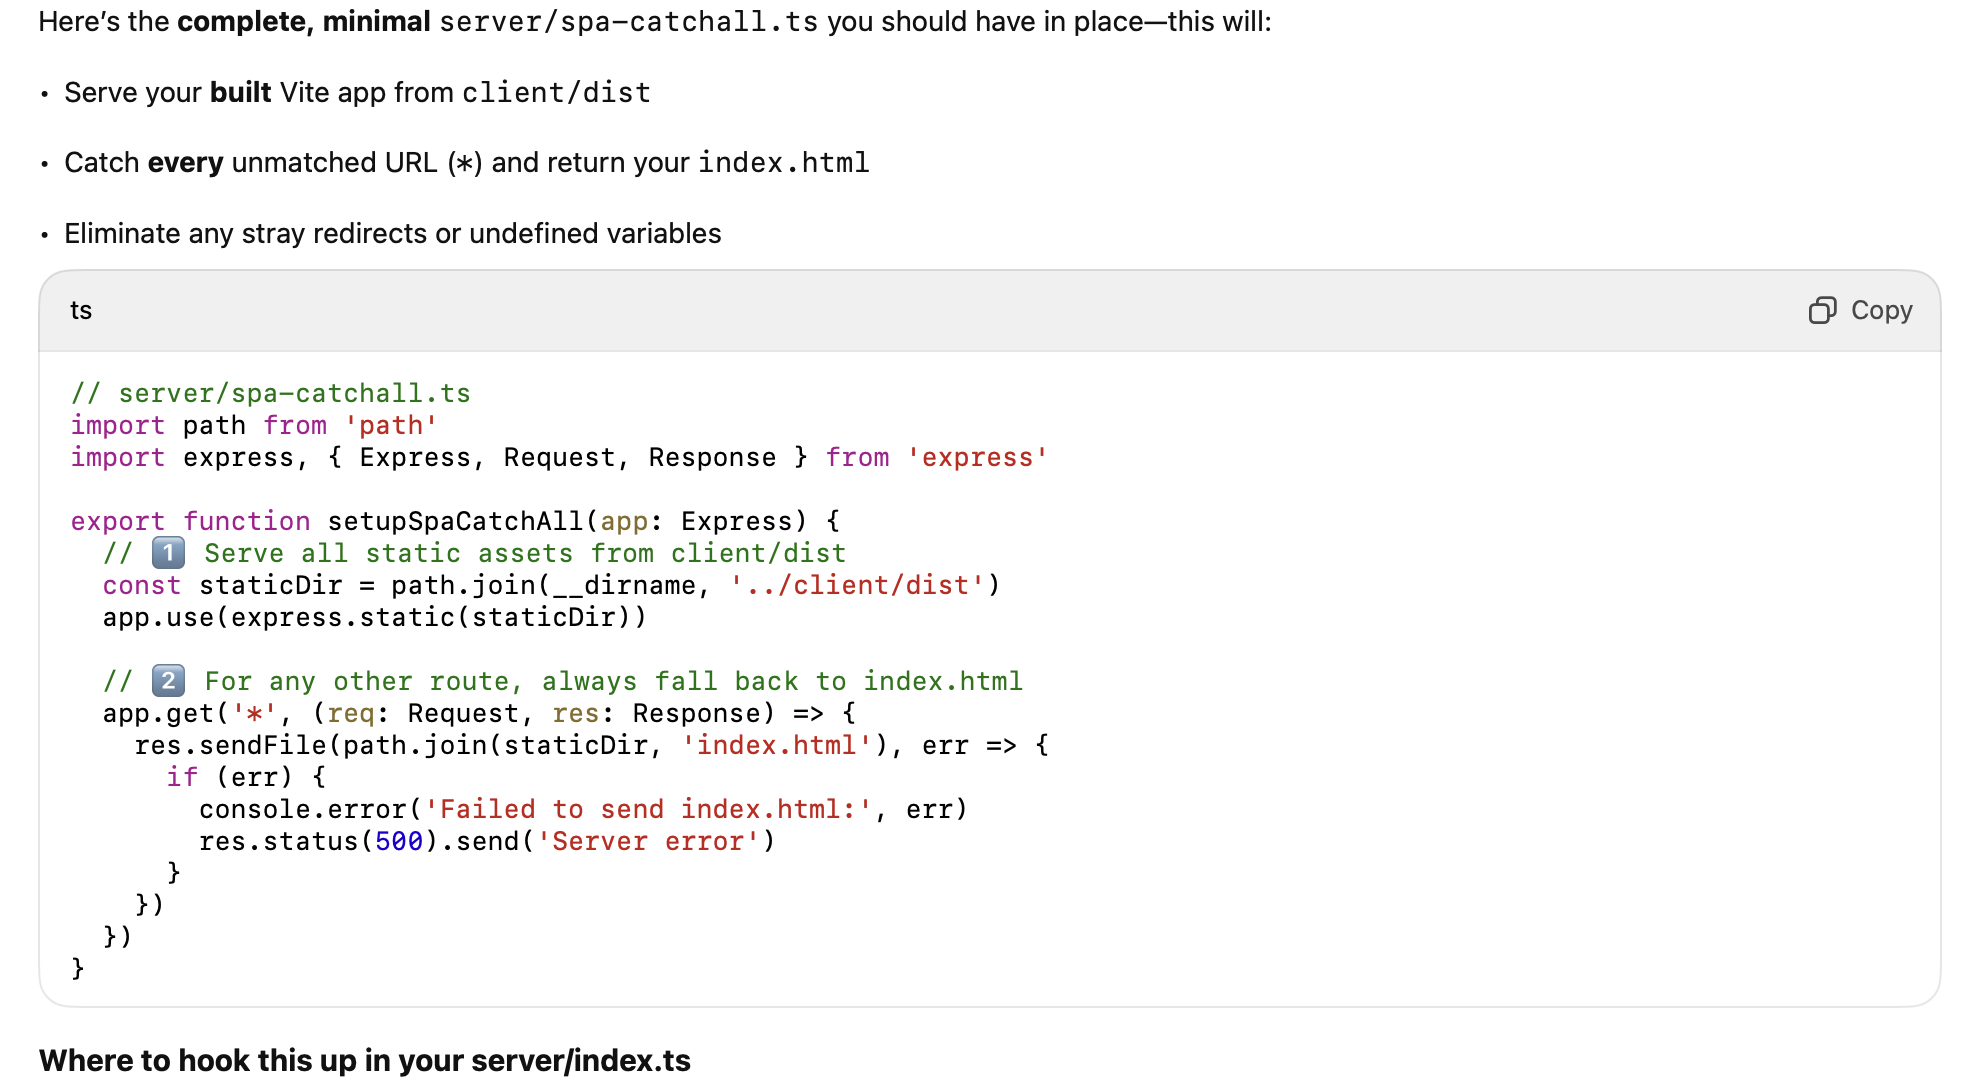 Here’s the complete, minimal server/spa-catchall.ts you should have in place—this will:
• Serve your built Vite app from client/dist
• Catch every unmatched URL (*) and return your index.html
• Eliminate any stray redirects or undefined variables
ts
Copy
// server/spa-catchall.ts
import path from 'path'
import express, { Express, Request, Response } from 'express'
export function setupSpaCatchAll(app: Express) {
  // 1️⃣ Serve all static assets from client/dist
  const staticDir = path.join(__dirname, '../client/dist')
  app.use(express.static(staticDir))
  // 2️⃣ For any other route, always fall back to index.html
  app.get('*', (req: Request, res: Response) => {
    res.sendFile(path.join(staticDir, 'index.html'), err => {
      if (err) {
        console.error('Failed to send index.html:', err)
        res.status(500).send('Server error')
      }
    })
  })
}
Where to hook this up in your server/index.ts